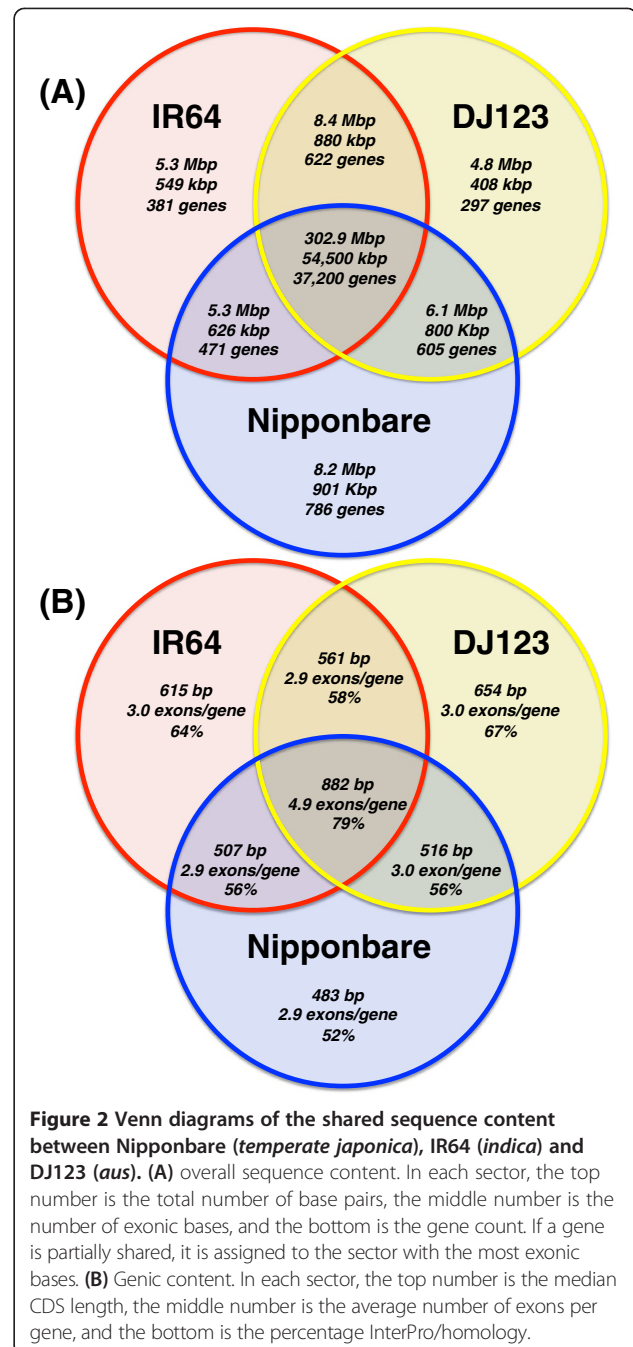 (A)
IR64
5.3 Mbp
549 kbp
381 genes
8.4 Mbp
880 kbp
622 genes
DJ123
4.8 Mbp
408 kbp
297 genes
302.9 Mbp
54,500 kbp
37,200 genes
5.3 Mbp
626 kbp
471 genes
6.1 Mbp
800 Kbp
605 genes
Nipponbare
8.2 Mbp
901 Kbp
786 genes
(B)
IR64
615 bp
3.0 exons/gene
64%
561 bp
2.9 exons/gene
58%
DJ123
654 bp
3.0 exons/gene
67%
882 bp
4.9 exons/gene
79%
507 bp
2.9 exons/gene
56%
516 bp
3.0 exon/gene
56%
Nipponbare
483 bp
2.9 exons/gene
52%
Figure 2 Venn diagrams of the shared sequence content
between Nipponbare (temperate japonica), IR64 (indica) and
DJ123 (aus). (A) overall sequence content. In each sector, the top
number is the total number of base pairs, the middle number is the
number of exonic bases, and the bottom is the gene count. If a gene
is partially shared, it is assigned to the sector with the most exonic
bases. (B) Genic content. In each sector, the top number is the median
CDS length, the middle number is the average number of exons per
gene, and the bottom is the percentage InterPro/homology.